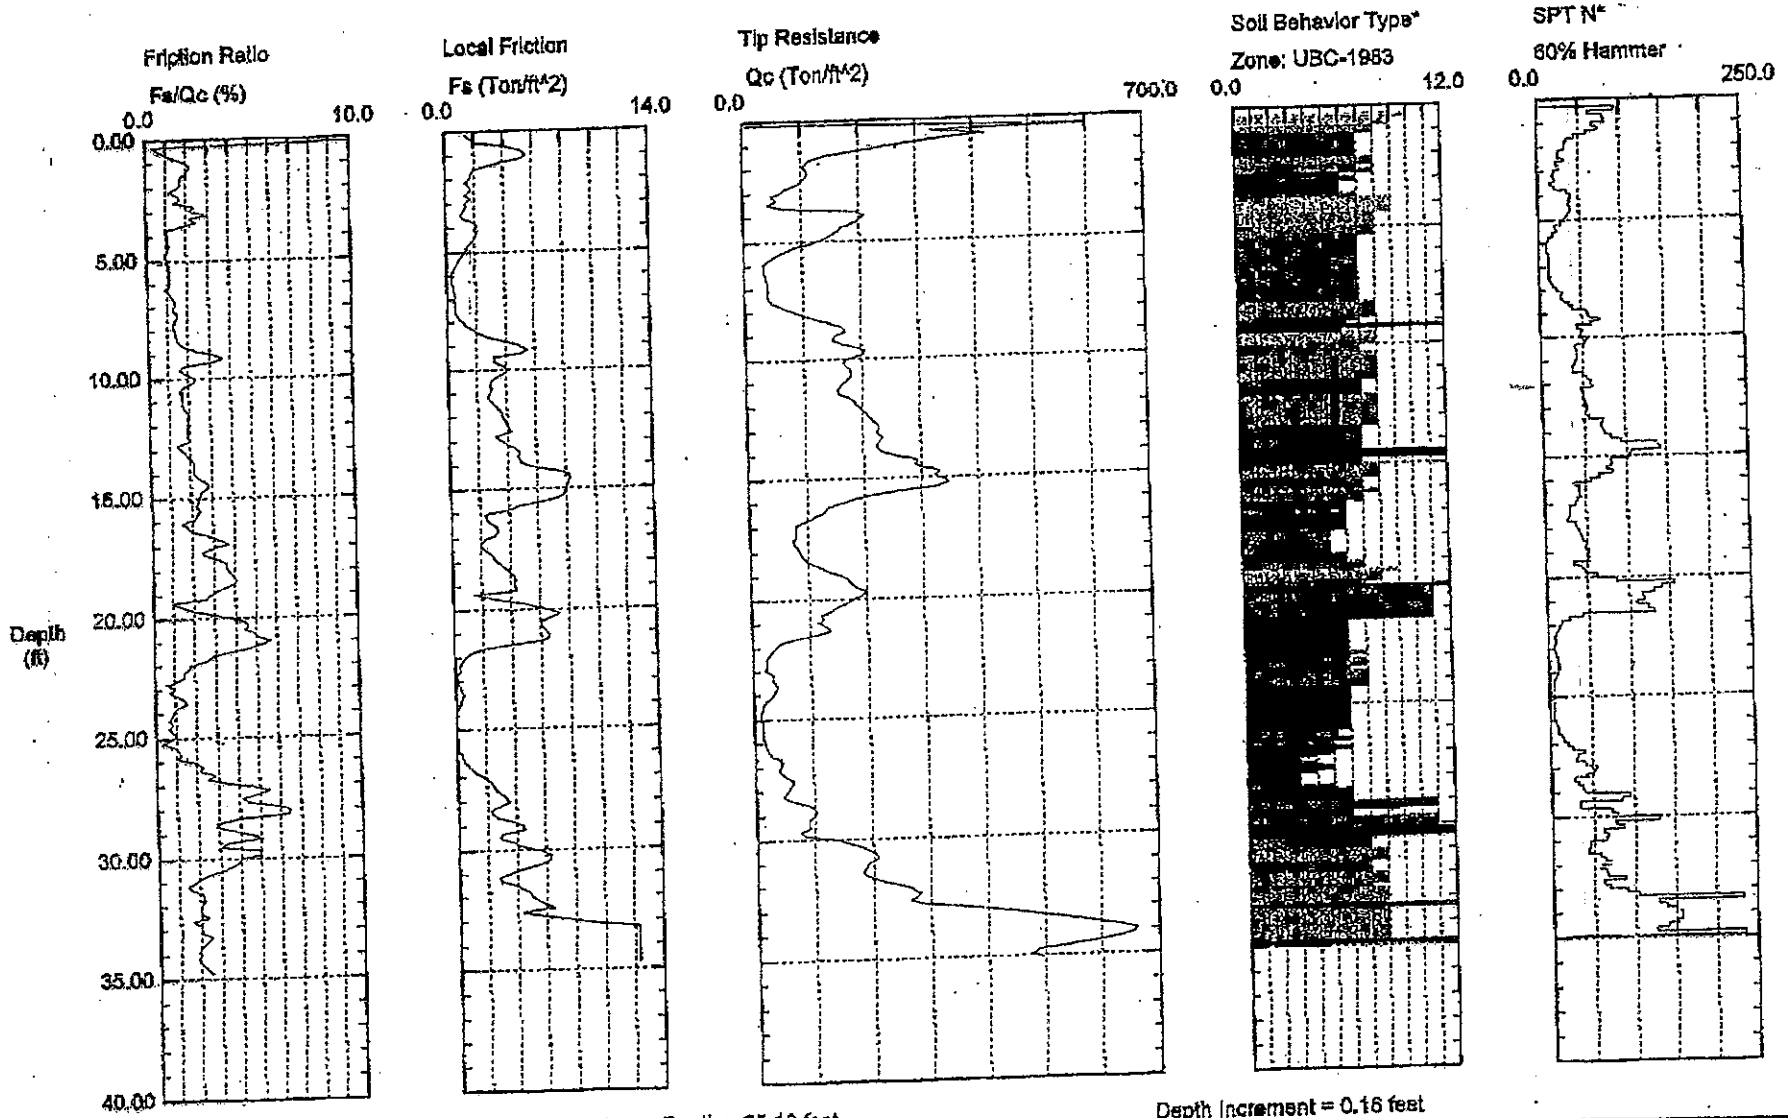 Friction Ratio
Fs/Qc (%)
0.0 10.0
Local Friction
Fs (Ton/ft^2)
0.0 14.0
Tip Resistance
Qc (Ton/ft^2)
0.0 700.0
Soil Behavior Type*
Zone: UBC-1983
0.0 12.0
SPT N*
60% Hammer
0.0 250.0
0.00
5.00
10.00
15.00
20.00
25.00
30.00
35.00
40.00
Depth
(ft)
Depth Increment = 0.16 feet